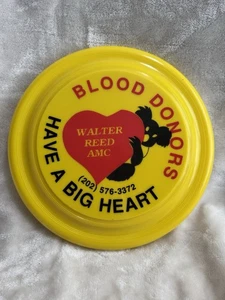 BLOOD DONORS
WALTER
REED
AMC
(202) 576-3372
HAVE A BIG HEART